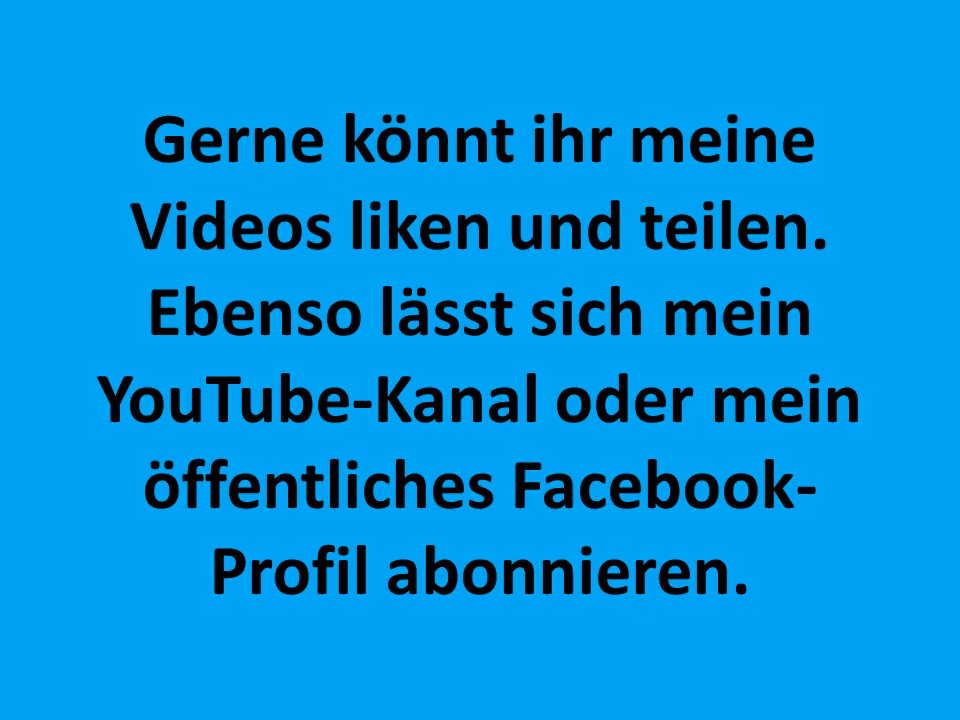 Gerne könnt ihr meine
Videos liken und teilen.
Ebenso lässt sich mein
YouTube-Kanal oder mein
öffentliches Facebook-
Profil abonnieren.